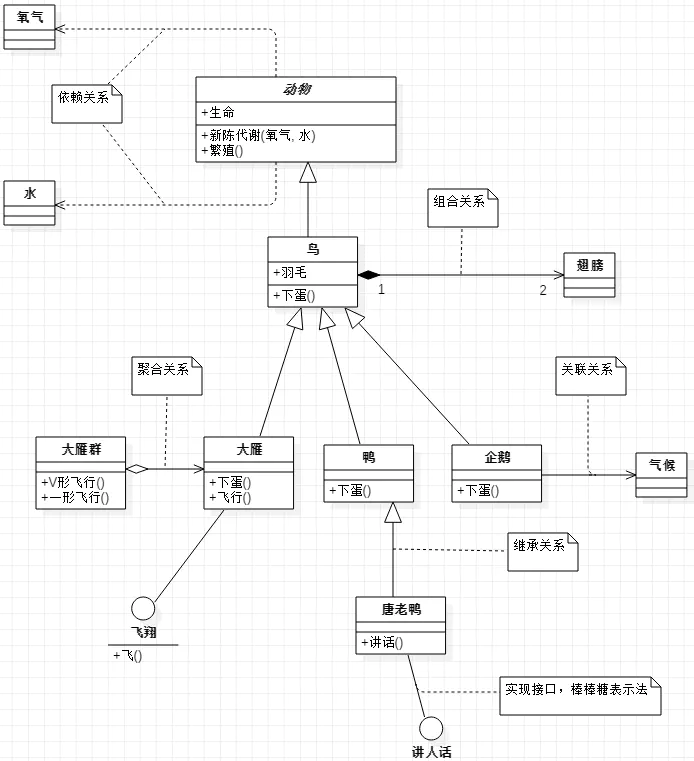 氧气
动物
依赖关系
+生命
+新陈代谢(氧气, 水)
+繁殖()
水
组合关系
鸟
+羽毛
+下蛋()
1
2
翅膀
聚合关系
关联关系
大雁群
+V形飞行()
+一形飞行()
大雁
+下蛋()
+飞行()
鸭
+下蛋()
企鹅
+下蛋()
气候
继承关系
飞翔
+飞()
唐老鸭
+讲话()
实现接口，棒棒糖表示法
讲人话